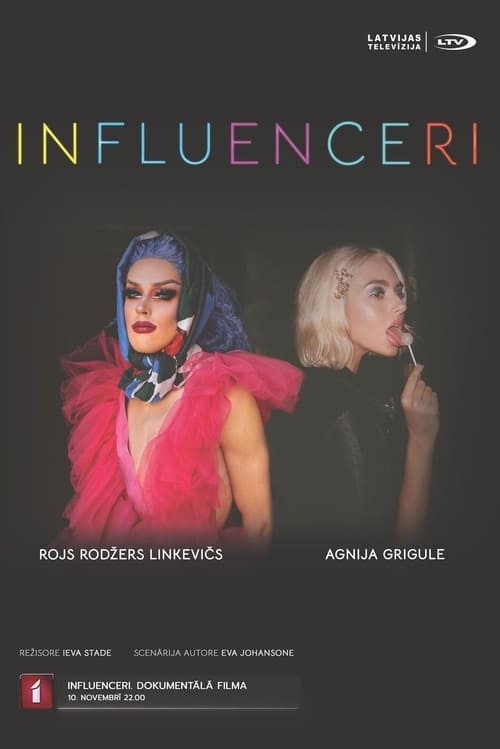 LATVIJAS
TELEVĪZIJA
LTV
INFLUENCERI
ROJS RODŽERS LINKEVIČS
AGNIJA GRIGULE
REŽISORE IEVA STADE
SCENĀRIJA AUTORE EVA JOHANSONE
1
INFLUENCERI. DOKUMENTĀLĀ FILMA
10. NOVEMBRĪ 22.00